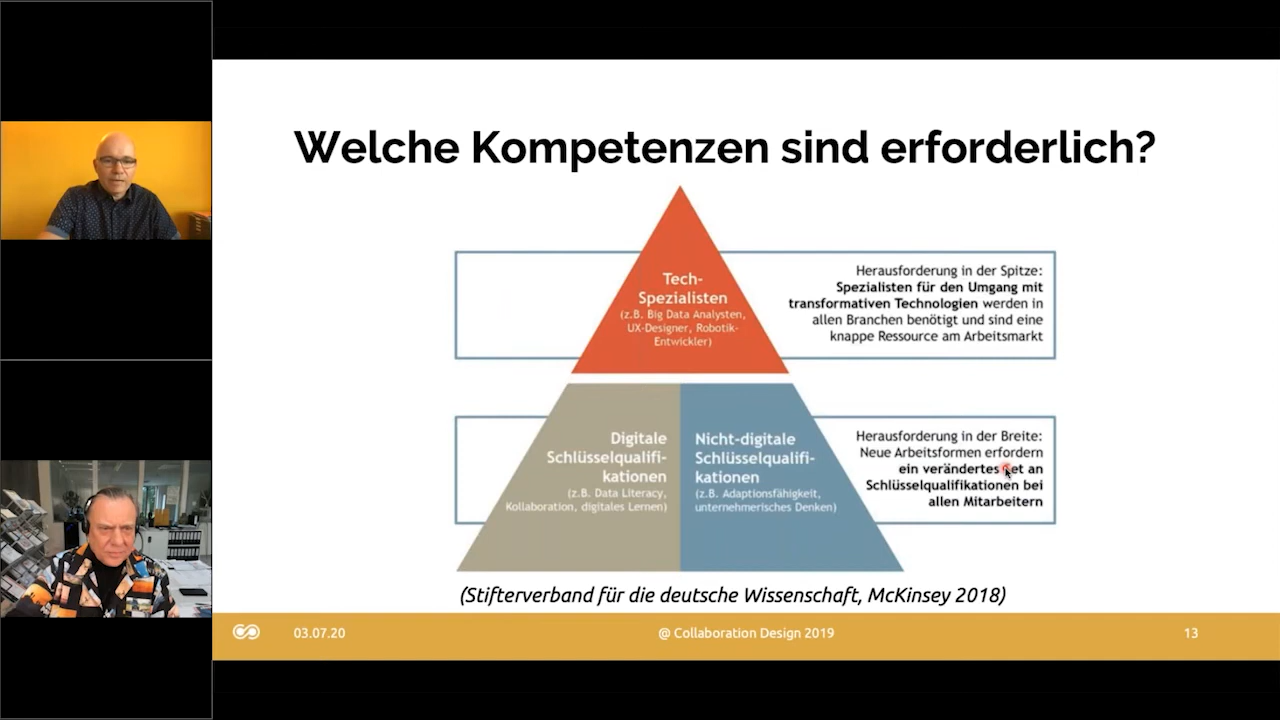 Welche Kompetenzen sind erforderlich?
Tech-
Spezialisten
(z.B. Big Data Analysten,
UX-Designer, Robotik-
Entwickler)
Herausforderung in der Spitze:
Spezialisten für den Umgang mit
transformativen Technologien werden in
allen Branchen benötigt und sind eine
knappe Ressource am Arbeitsmarkt
Digitale
Schlüsselqualifi-
kationen
(z.B. Data Literacy,
Kollaboration, digitales Lernen)
Nicht-digitale
Schlüsselqualifi-
kationen
(z.B. Adaptionsfähigkeit,
unternehmerisches Denken)
Herausforderung in der Breite:
Neue Arbeitsformen erfordern
ein verändertes Set an
Schlüsselqualifikationen bei
allen Mitarbeitern
(Stifterverband für die deutsche Wissenschaft, McKinsey 2018)
03.07.20
@ Collaboration Design 2019
13